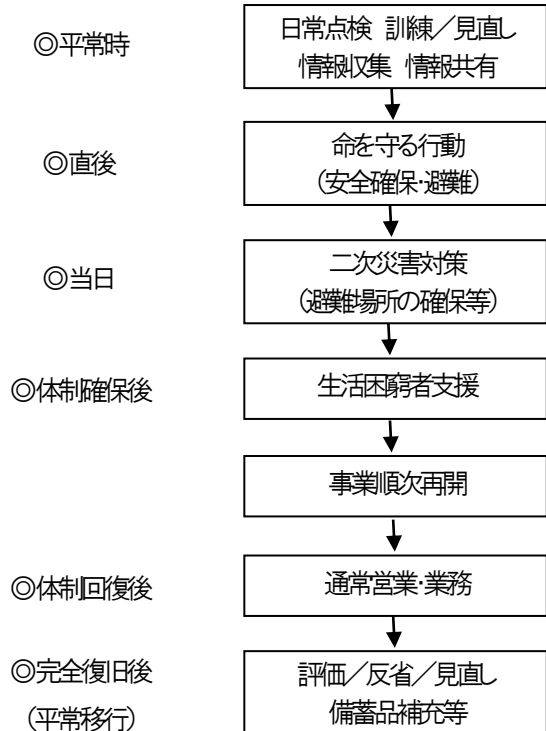 ◎平常時
日常点検 訓練／見直し
情報収集 情報共有
◎直後
命を守る行動
(安全確保・避難)
◎当日
二次災害対策
(避難場所の確保等)
◎体制確保後
生活困窮者支援
事業順次再開
◎体制回復後
通常営業・業務
◎完全復旧後
(平常移行)
評価／反省／見直し
備蓄品補充等